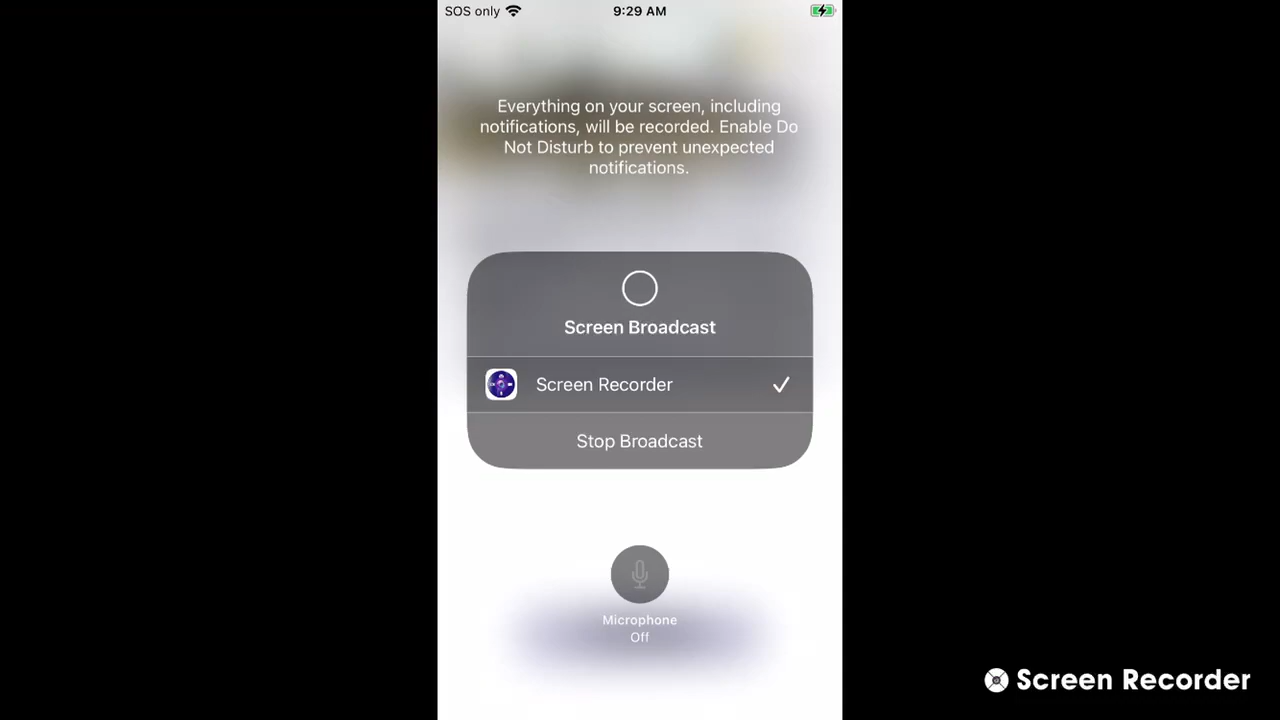 SOS only
9:29 AM
Everything on your screen, including
notifications, will be recorded. Enable Do
Not Disturb to prevent unexpected
notifications.
Screen Broadcast
Screen Recorder
Stop Broadcast
Microphone
Off
Screen Recorder